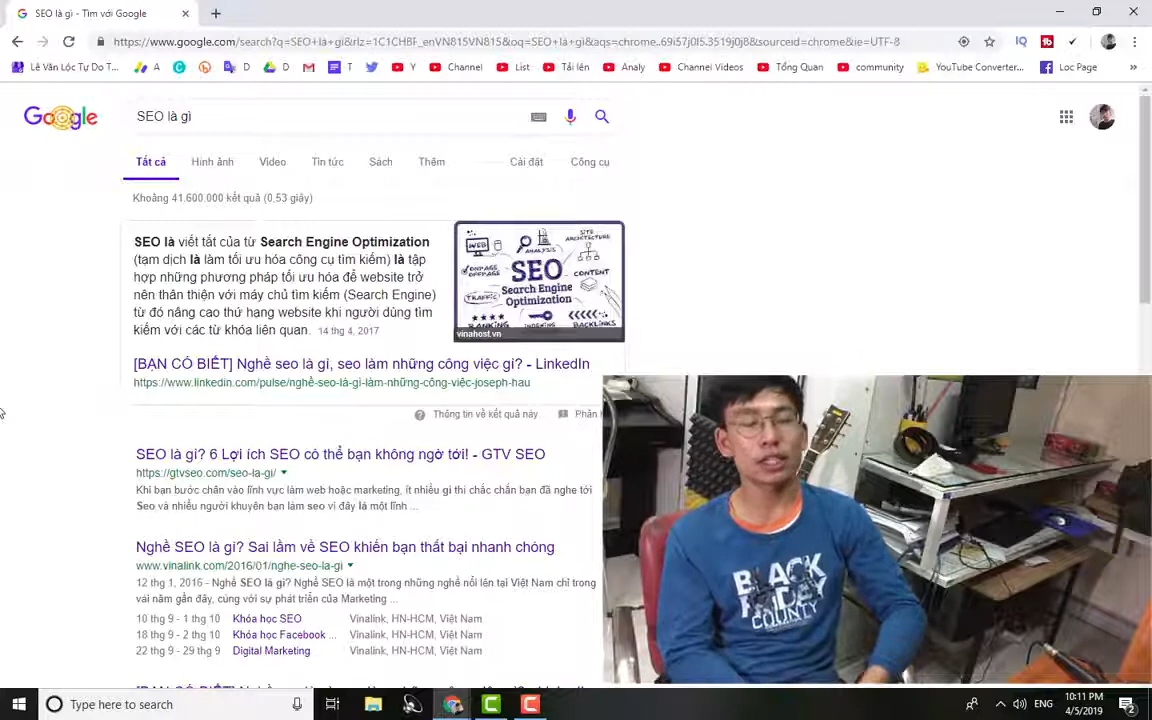 SEO là gì - Tìm với Google
https://www.google.com/search?q=SEO+là+gì&rlz=1C1CHBF_enVN815VN815&oq=SEO+là+gì&aqs=chrome..69i57j0l5.3519j0j8&sourceid=chrome&ie=UTF-8
Lê Văn Lộc Tự Do T... A D D T Y Channel List Tải lên Analy Channel Videos Tổng Quan community YouTube Converter... Loc Page »
Google
SEO là gì
Tất cả Hình ảnh Video Tin tức Sách Thêm Cài đặt Công cụ
Khoảng 41.600.000 kết quả (0,53 giây)
SEO là viết tắt của từ Search Engine Optimization
(tạm dịch là làm tối ưu hóa công cụ tìm kiếm) là tập
hợp những phương pháp tối ưu hóa để website trở
nên thân thiện với máy chủ tìm kiếm (Search Engine)
từ đó nâng cao thứ hạng website khi người dùng tìm
kiếm với các từ khóa liên quan. 14 thg 4, 2017
WEB
ANALYSIS
SITE
ARCHITECTURE
ONPAGE
OFFPAGE
SEO
Search Engine
Optimization
CONTENT
TRAFFIC
RANKING
BACKLINKS
vinahost.vn
[BẠN CÓ BIẾT] Nghề seo là gì, seo làm những công việc gì? - LinkedIn
https://www.linkedin.com/pulse/nghề-seo-là-gì-làm-những-công-việc-joseph-hau
Thông tin về kết quả này Phản h
SEO là gì? 6 Lợi ích SEO có thể bạn không ngờ tới! - GTV SEO
https://gtvseo.com/seo-la-gi/
Khi bạn bước chân vào lĩnh vực làm web hoặc marketing, ít nhiều gì thì chắc chắn bạn đã nghe tới
Seo và nhiều người khuyên bạn làm seo vì đây là một lĩnh ...
Nghề SEO là gì? Sai lầm về SEO khiến bạn thất bại nhanh chóng
www.vinalink.com/2016/01/nghe-seo-la-gi
12 thg 1, 2016 - Nghề SEO là gì? Nghề SEO là một trong những nghề nổi lên tại Việt Nam chỉ trong
vài năm gần đây, cùng với sự phát triển của Marketing ...
10 thg 9 - 1 thg 10 Khóa học SEO Vinalink, HN-HCM, Việt Nam
18 thg 9 - 2 thg 10 Khóa học Facebook ... Vinalink, HN-HCM, Việt Nam
22 thg 9 - 29 thg 9 Digital Marketing Vinalink, HN-HCM, Việt Nam
BLACK
FRIDAY
COUNTY
Type here to search
ENG
10:11 PM
4/5/2019
2